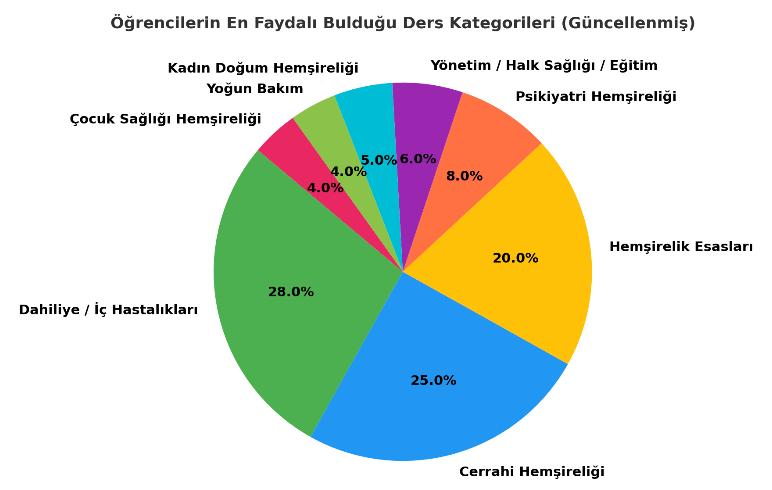 Öğrencilerin En Faydalı Bulduğu Ders Kategorileri (Güncellenmiş)
Yönetim / Halk Sağlığı / Eğitim
Kadın Doğum Hemşireliği
Yoğun Bakım
Psikiyatri Hemşireliği
Çocuk Sağlığı Hemşireliği
5.0%
6.0%
4.0%
8.0%
4.0%
Hemşirelik Esasları
20.0%
28.0%
Dahiliye / İç Hastalıkları
25.0%
Cerrahi Hemşireliği